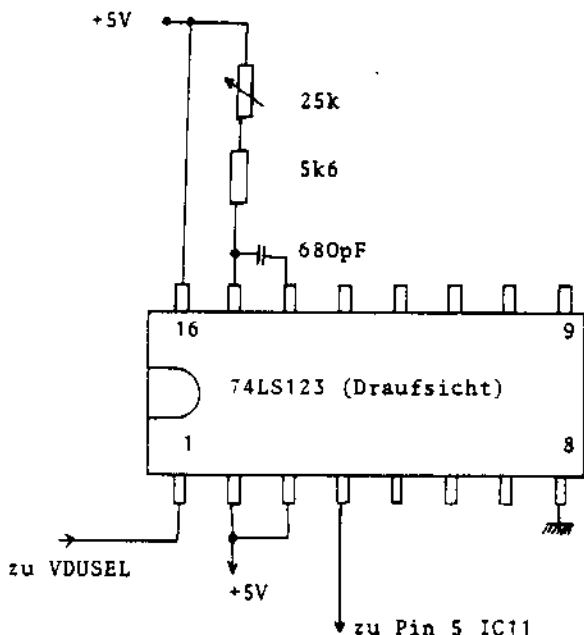 +5V
25k
5k6
680pF
16 9
74LS123 (Draufsicht)
1 8
zu VDUSEL
+5V
zu Pin 5 IC11